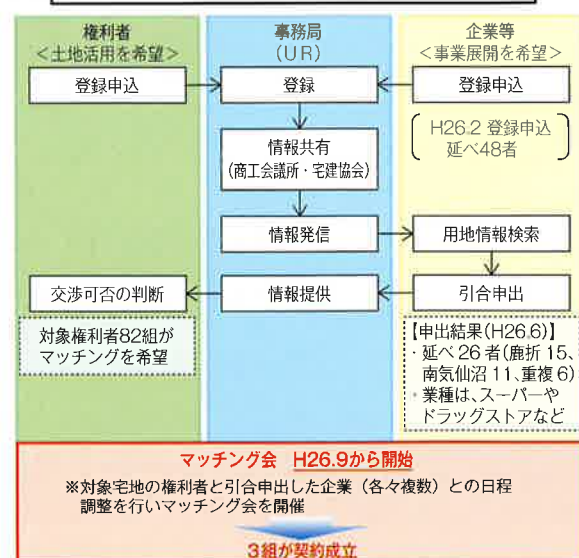 権利者
<土地活用を希望>
事務局
(UR)
企業等
<事業展開を希望>
登録申込
登録
登録申込
H26.2 登録申込
延べ48者
情報共有
(商工会議所・宅建協会)
情報発信
用地情報検索
交渉可否の判断
情報提供
引合申出
対象権利者82組が
マッチングを希望
【申出結果(H26.6)】
・延べ26者(鹿折15、
南気仙沼11、重複6)
・業種は、スーパーや
ドラッグストアなど
マッチング会 H26.9から開始
※対象宅地の権利者と引合申出した企業(各々複数)との日程
調整を行いマッチング会を開催
3組が契約成立